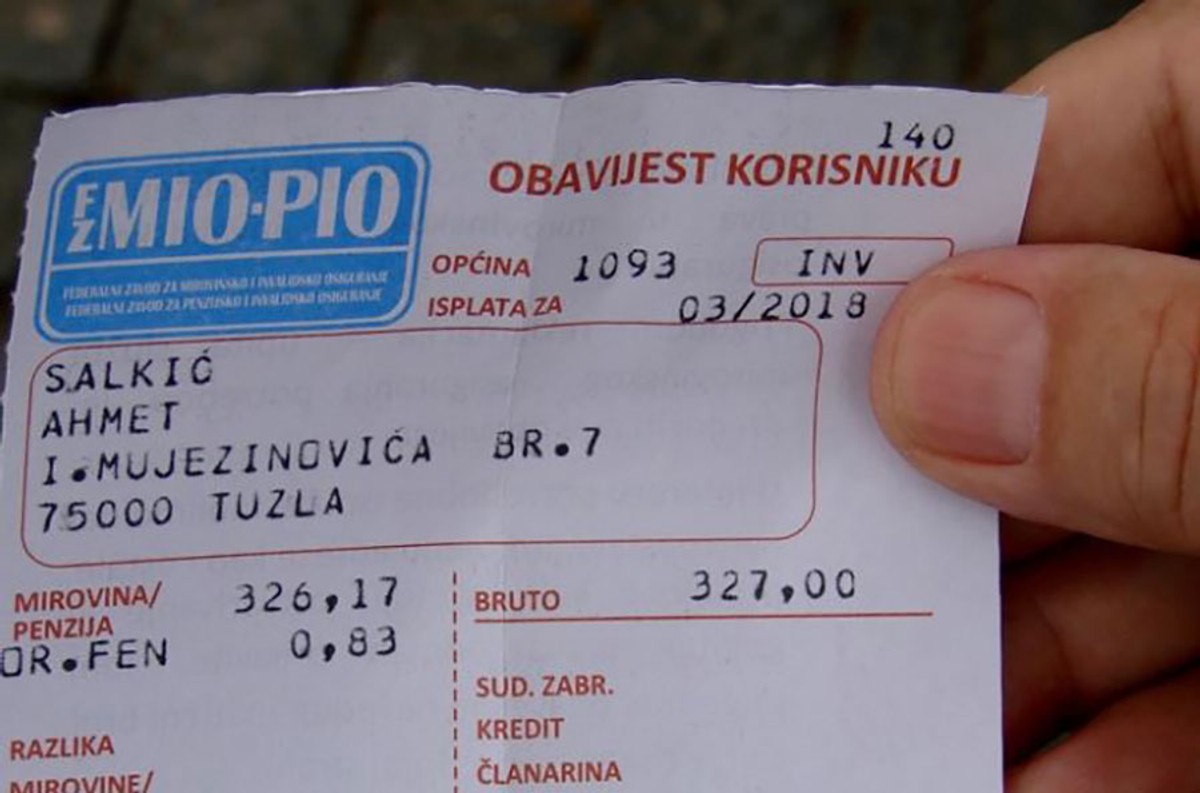 140
OBAVIJEST KORISNIKU
FZ MIO-PIO
FEDERALNI ZAVOD ZA MIROVINSKO I INVALIDSKO OSIGURANJE
FEDERALNI ZAVOD ZA PENZIJSKO I INVALIDSKO OSIGURANJE
OPĆINA 1093 INV
ISPLATA ZA 03/2018
SALKIĆ
AHMET
I.MUJEZINOVIĆA BR.7
75000 TUZLA
MIROVINA/ 326,17
PENZIJA
OR.FEN 0,83
RAZLIKA
MIROVINE/
BRUTO 327,00
SUD. ZABR.
KREDIT
ČLANARINA